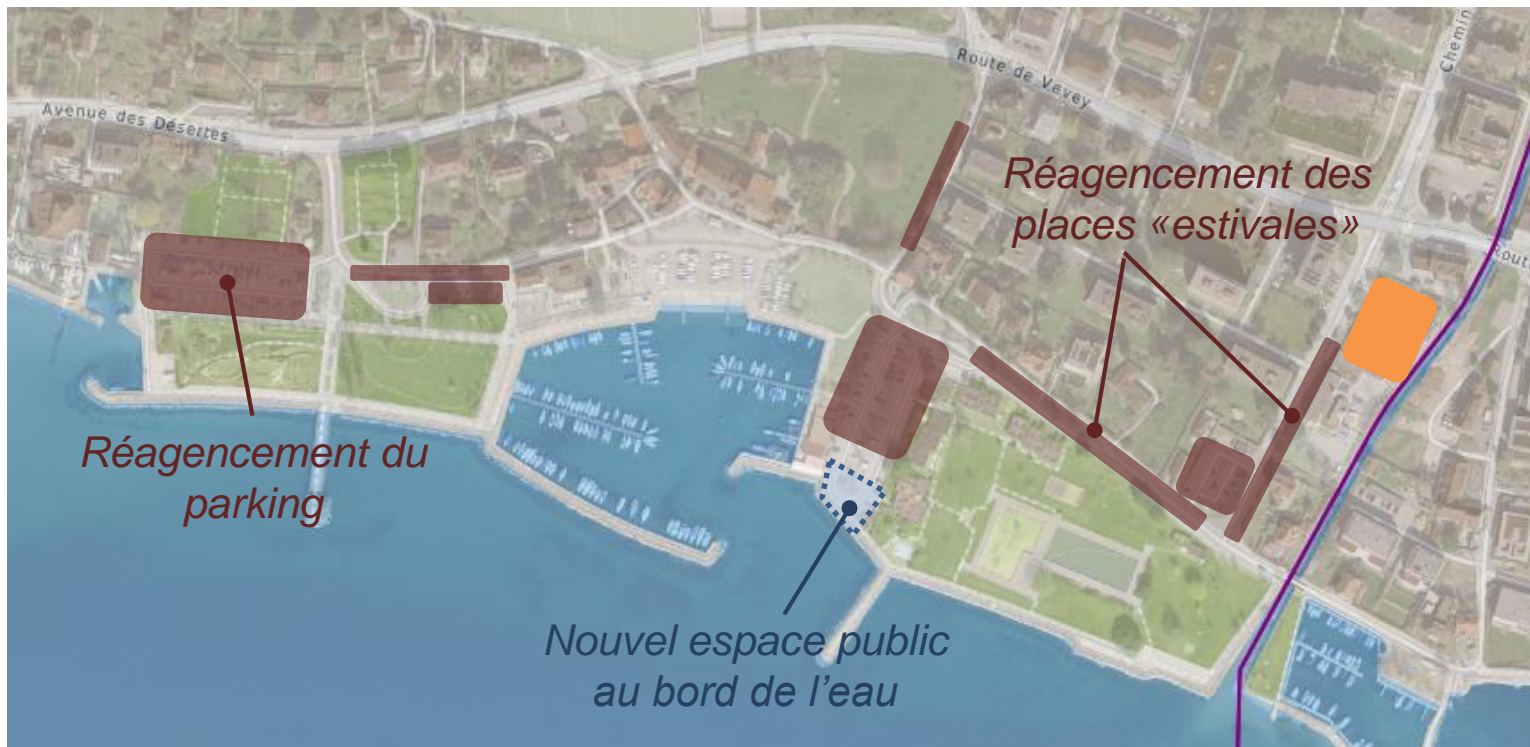 Avenue des Désertes
Route de Vevey
Chemin
Réagencement des
places «estivales»
Route
Réagencement du
parking
Nouvel espace public
au bord de l’eau